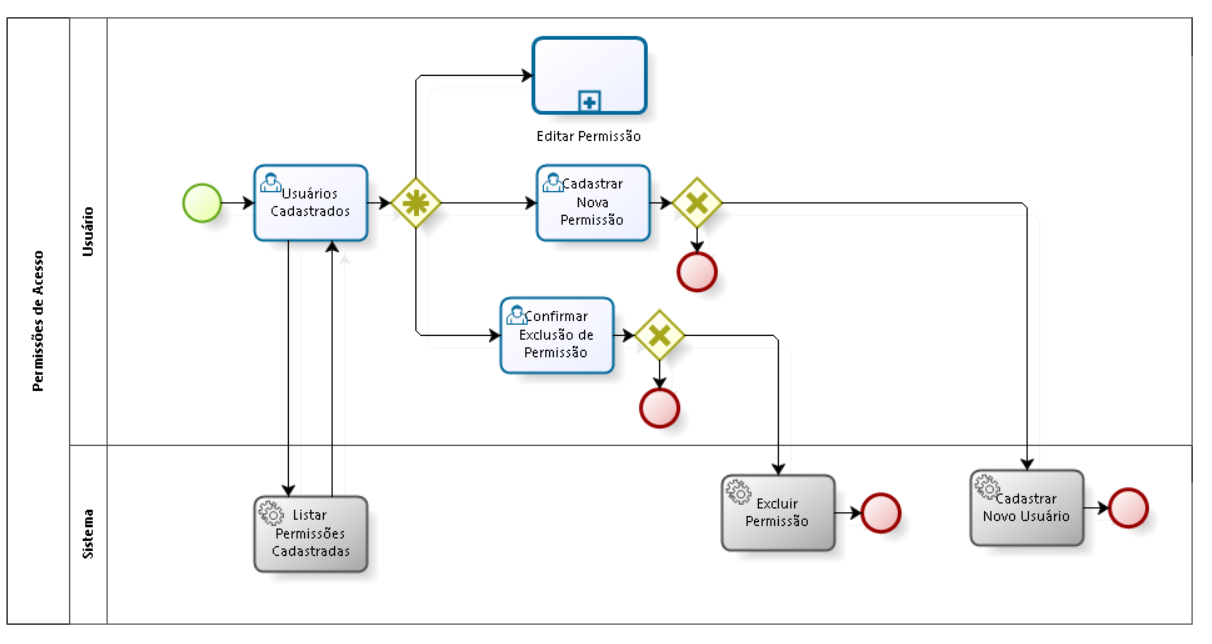 Permissões de Acesso
Usuário
Editar Permissão
Usuários
Cadastrados
Cadastrar
Nova
Permissão
Confirmar
Exclusão de
Permissão
Sistema
Listar
Permissões
Cadastradas
Excluir
Permissão
Cadastrar
Novo Usuário